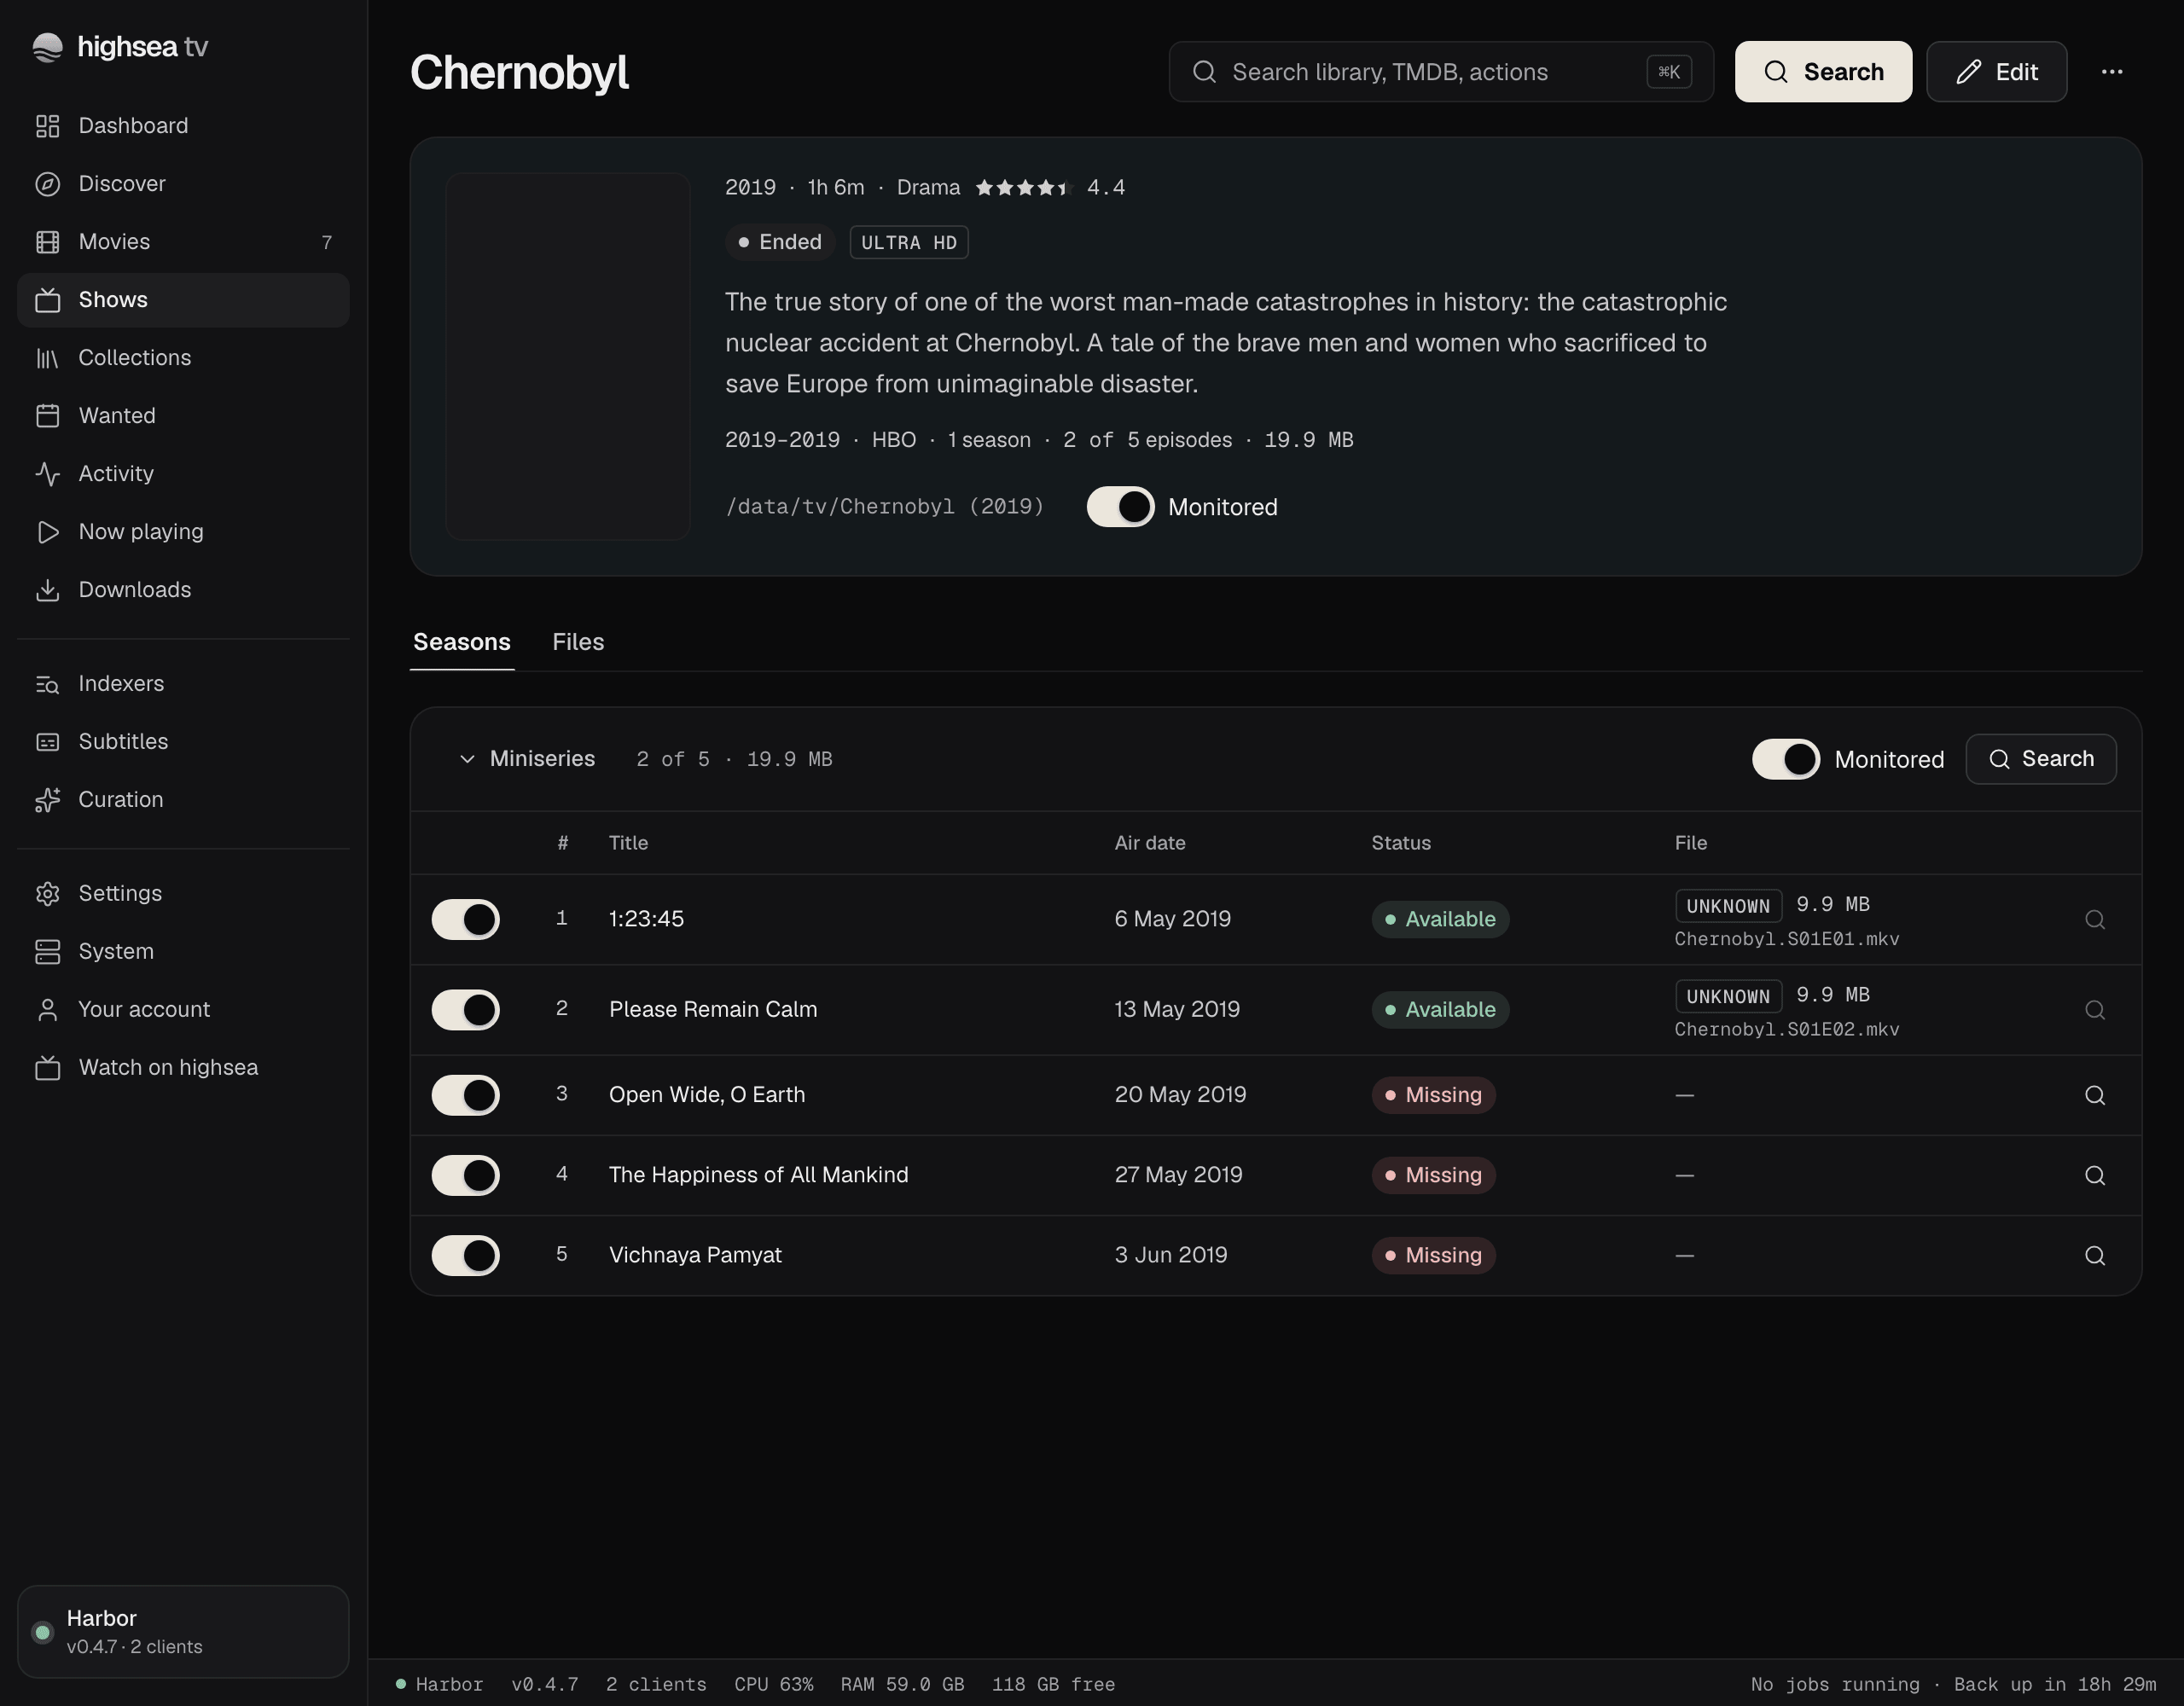 highsea tv
Dashboard
Discover
Movies 7
Shows
Collections
Wanted
Activity
Now playing
Downloads
Indexers
Subtitles
Curation
Settings
System
Your account
Watch on highsea
Harbor
v0.4.7 · 2 clients
Chernobyl
Search library, TMDB, actions ⌘K
Search
Edit
2019 · 1h 6m · Drama 4.4
Ended ULTRA HD
The true story of one of the worst man-made catastrophes in history: the catastrophic
nuclear accident at Chernobyl. A tale of the brave men and women who sacrificed to
save Europe from unimaginable disaster.
2019–2019 · HBO · 1 season · 2 of 5 episodes · 19.9 MB
/data/tv/Chernobyl (2019) Monitored
Seasons Files
Miniseries 2 of 5 · 19.9 MB Monitored Search
# Title Air date Status File
1 1:23:45 6 May 2019 Available UNKNOWN 9.9 MB
Chernobyl.S01E01.mkv
2 Please Remain Calm 13 May 2019 Available UNKNOWN 9.9 MB
Chernobyl.S01E02.mkv
3 Open Wide, O Earth 20 May 2019 Missing —
4 The Happiness of All Mankind 27 May 2019 Missing —
5 Vichnaya Pamyat 3 Jun 2019 Missing —
Harbor v0.4.7 2 clients CPU 63% RAM 59.0 GB 118 GB free No jobs running · Back up in 18h 29m